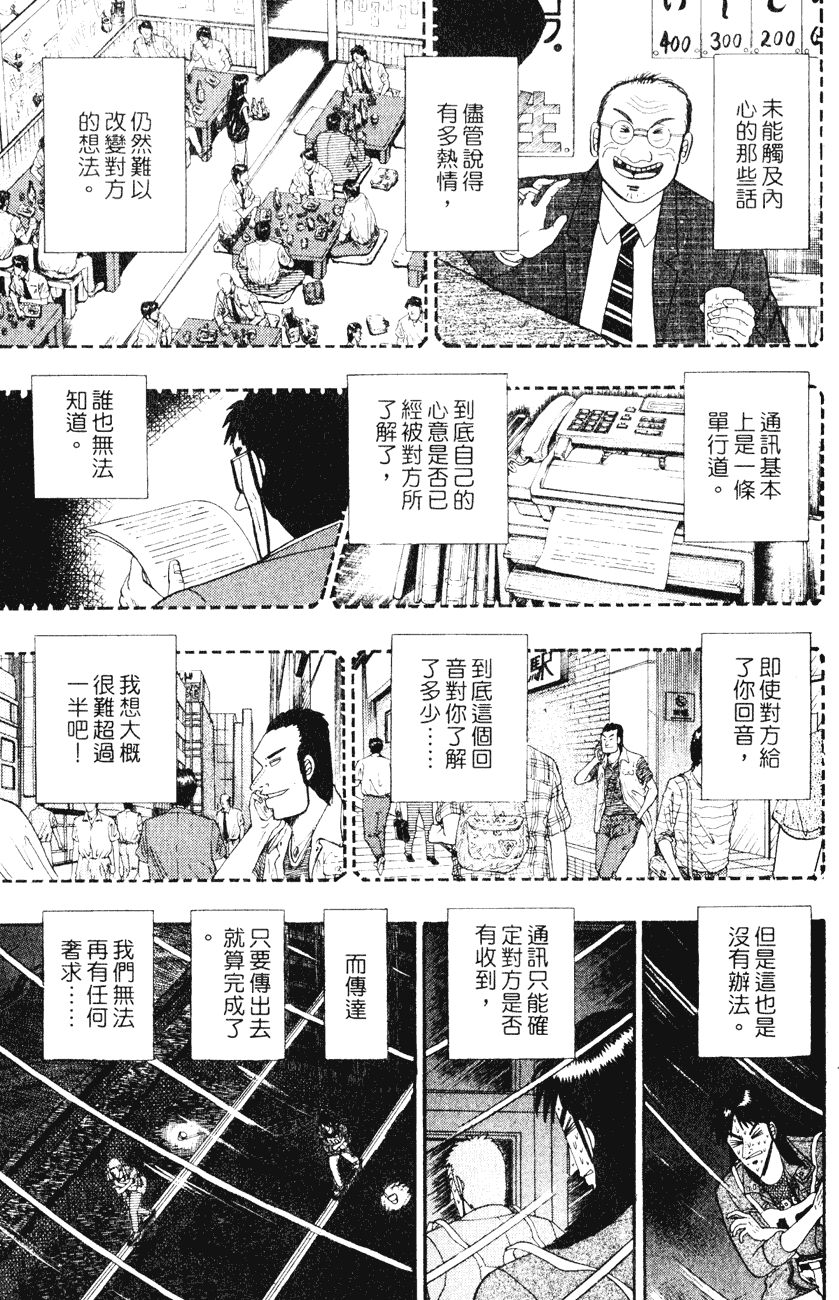 400
300
200
未能觸及內
心的那些話
儘管說得
有多熱情，
仍然難以
改變對方
的想法。
通訊基本
上是一條
單行道。
到底自己的
心意是否已
經被對方所
了解了，
誰也無法
知道。
駅
即使對方給
了你回音，
到底這個回
音對你了解
了多少……
我想大概
很難超過
一半吧！
但是這也是
沒有辦法。
通訊只能確
定對方是否
有收到，
而傳達
只要傳出去
就算完成了
。
我們無法
再有任何
奢求……